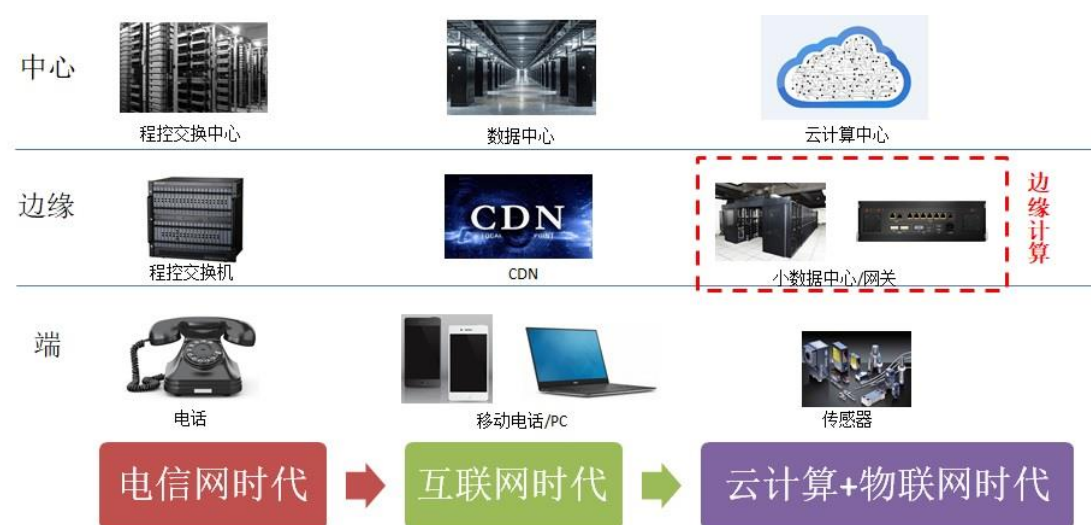 中心
程控交换中心
数据中心
云计算中心
边缘
程控交换机
CDN
LOCAL POINT
CDN
小数据中心/网关
边缘计算
端
电话
移动电话/PC
传感器
电信网时代
互联网时代
云计算+物联网时代